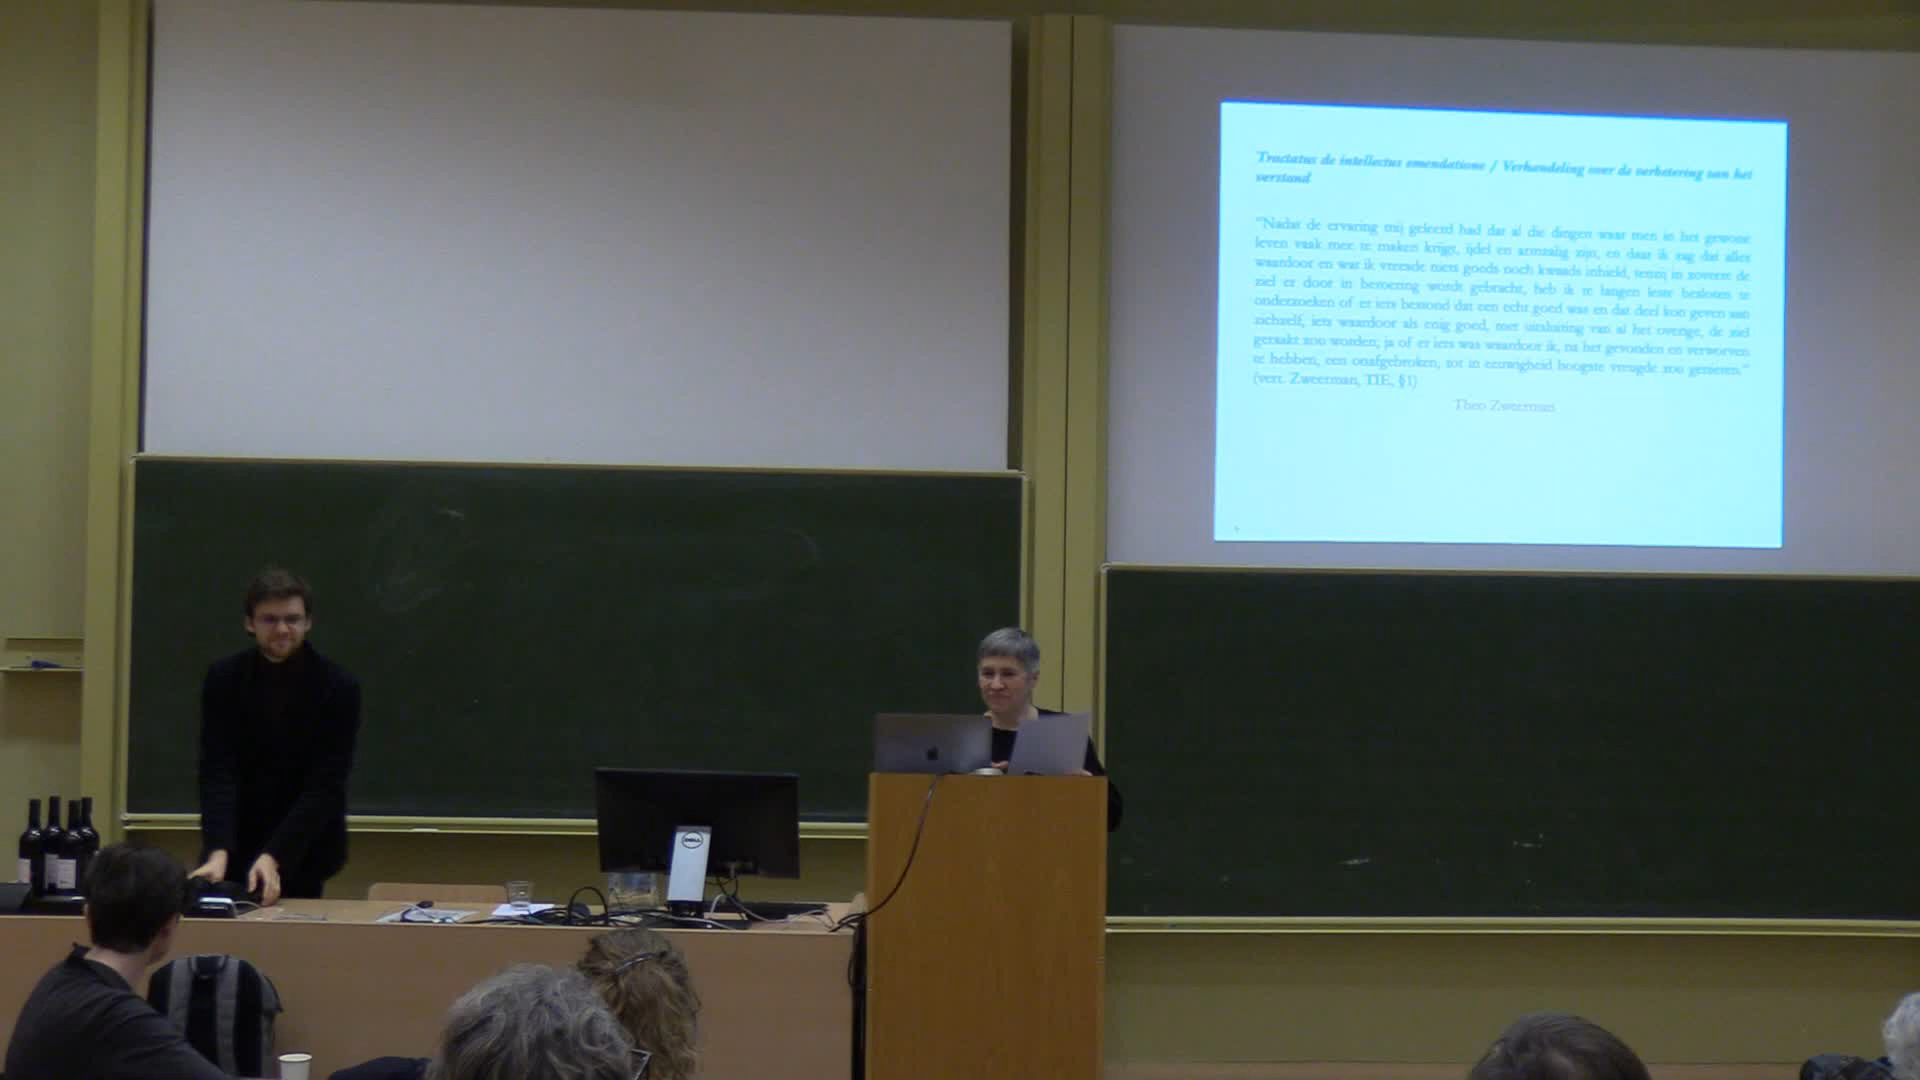 Tractatus de intellectus emendatione / Verhandeling over de verbetering van het
verstand
"Nadat de ervaring mij geleerd had dat al die dingen waar men in het gewone
leven vaak mee te maken krijgt, ijdel en armzalig zijn, en daar ik zag dat alles
waardoor en wat ik vreesde niets goeds noch kwaads inhield, tenzij in zoverre de
ziel er door in beroering wordt gebracht, heb ik te langen leste besloten te
onderzoeken of er iets bestond dat een echt goed was en dat deel kon geven aan
zichzelf, iets waardoor als enig goed, met uitsluiting van al het overige, de ziel
geraakt zou worden; ja of er iets was waardoor ik, na het gevonden en verworven
te hebben, een onafgebroken, tot in eeuwigheid hoogste vreugde zou genieten."
(vert. Zweerman, TIE, §1)
Theo Zweerman
DELL